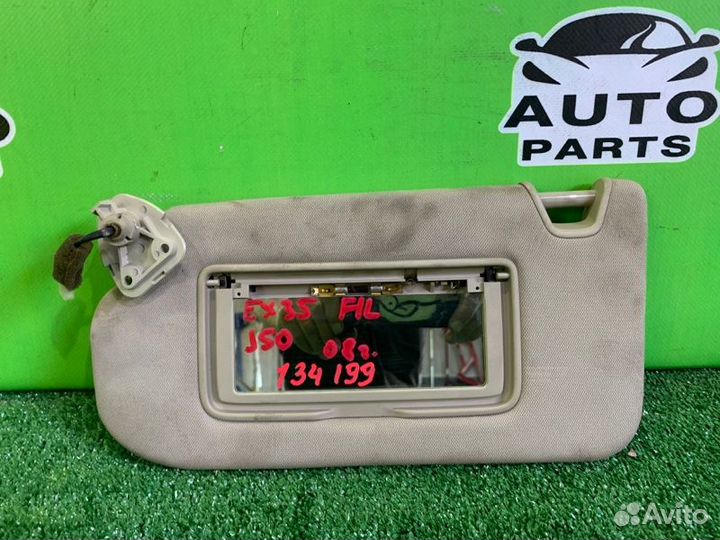 AUTO
PARTS
EX35 F/L
J50 08г.
134199
Avito